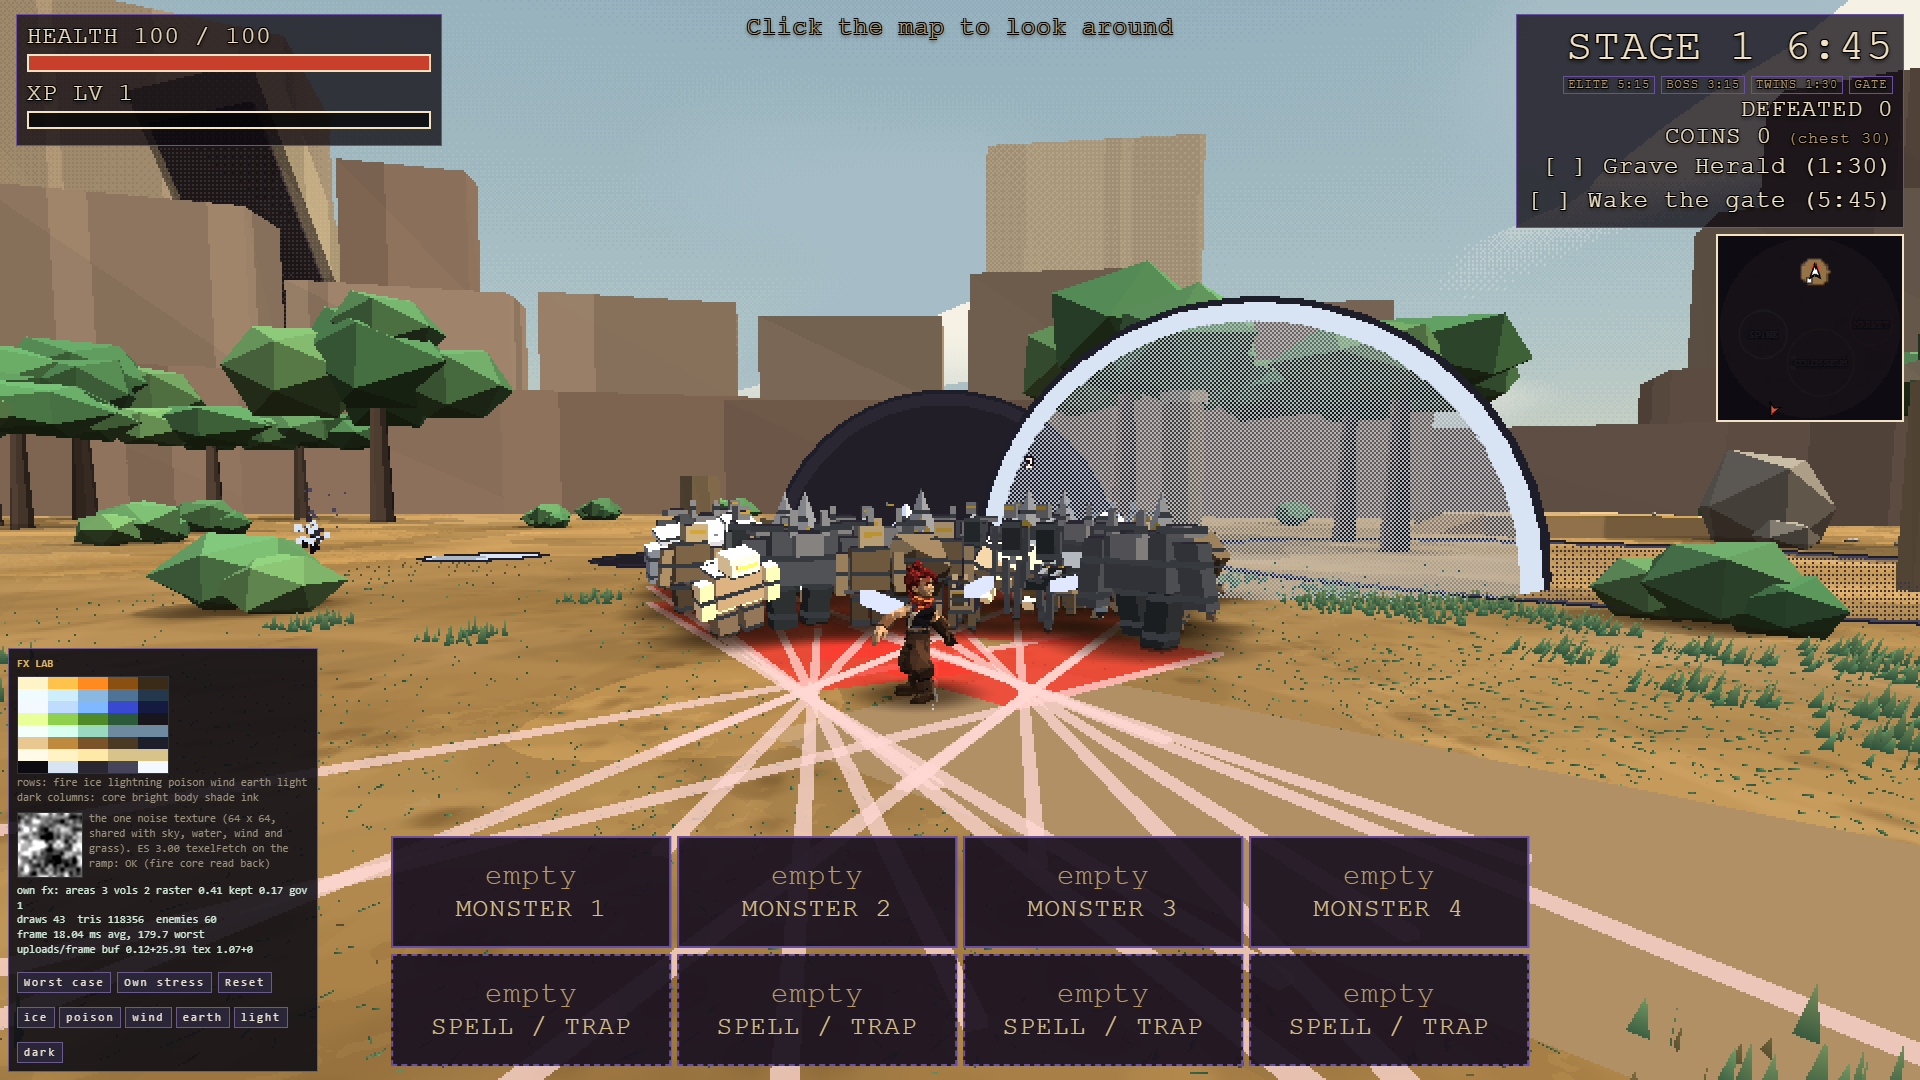 HEALTH 100 / 100
XP LV 1
Click the map to look around
STAGE 1 6:45
ELITE 5:15 BOSS 3:15 TWINS 1:30 GATE
DEFEATED 0
COINS 0 (chest 30)
[ ] Grave Herald (1:30)
[ ] Wake the gate (5:45)
FX LAB
rows: fire ice lightning poison wind earth light
dark columns: core bright body shade ink
the one noise texture (64 x 64,
shared with sky, water, wind and
grass). ES 3.00 texelFetch on the
ramp: OK (fire core read back)
own fx: areas 3 vols 2 raster 0.41 kept 0.17 gov
1
draws 43 tris 118356 enemies 60
frame 18.04 ms avg, 179.7 worst
uploads/frame buf 0.12+25.91 tex 1.07+0
Worst case Own stress Reset
ice poison wind earth light
dark
empty empty empty empty
MONSTER 1 MONSTER 2 MONSTER 3 MONSTER 4
empty empty empty empty
SPELL / TRAP SPELL / TRAP SPELL / TRAP SPELL / TRAP